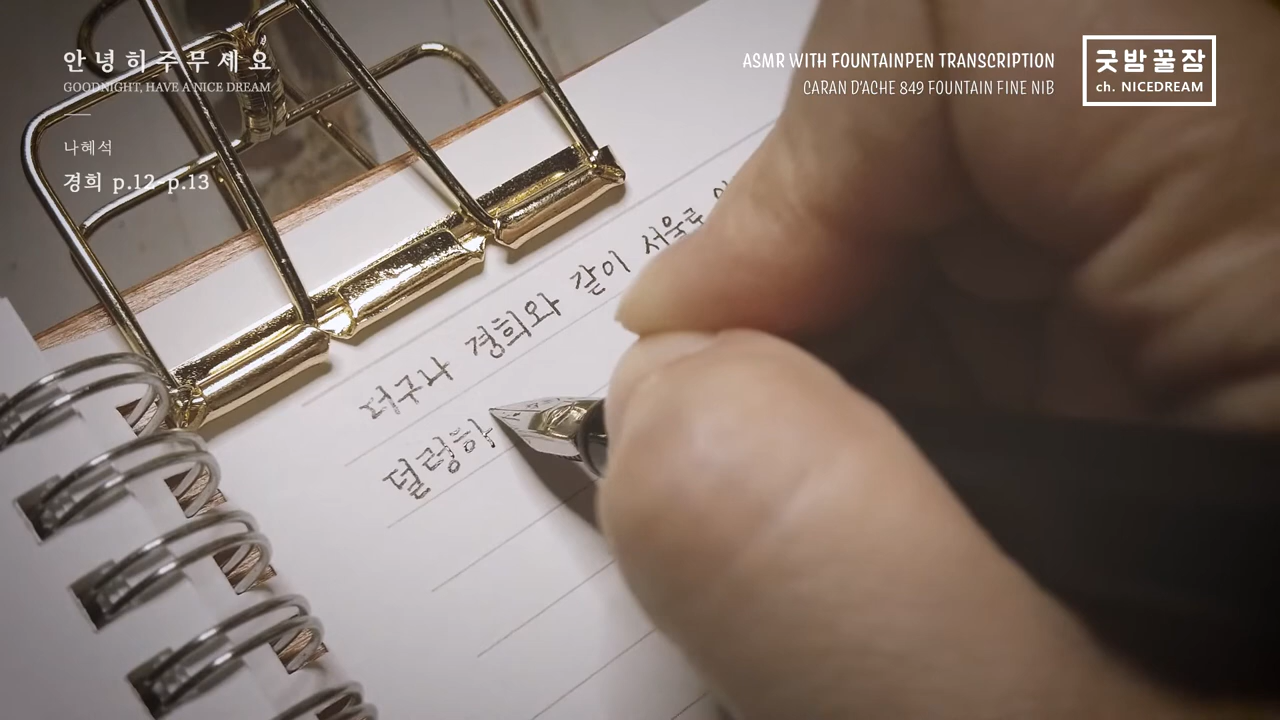 안녕히주무세요
GOODNIGHT, HAVE A NICE DREAM
나혜석
경희 p.12-p.13
ASMR WITH FOUNTAINPEN TRANSCRIPTION
CARAN D'ACHE 849 FOUNTAIN FINE NIB
굿밤꿀잠
ch. NICEDREAM
더구나 경희와 같이 서울로
덜렁하